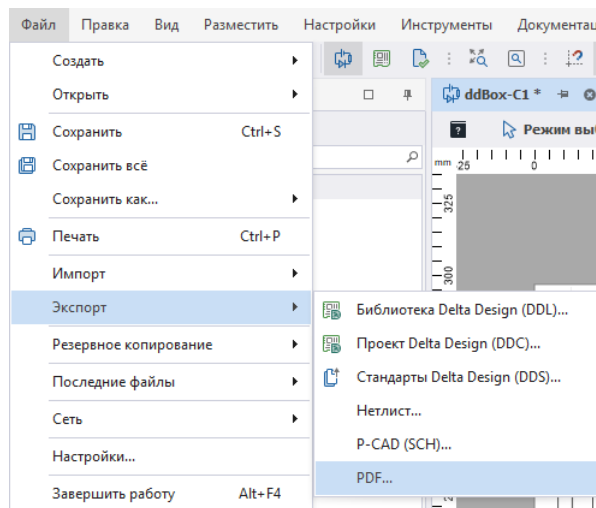 Файл Правка Вид Разместить Настройки Инструменты
Создать
Открыть
ddBox-C1 *
Сохранить Ctrl+S
Режим
Сохранить всё
mm 25 0
Сохранить как...
325
Печать Ctrl+P
Импорт
300
Экспорт
Библиотека Delta Design (DDL)...
Резервное копирование
Проект Delta Design (DDC)...
Последние файлы
Стандарты Delta Design (DDS)...
Сеть
Нетлист...
Настройки...
P-CAD (SCH)...
PDF...
Завершить работу Alt+F4